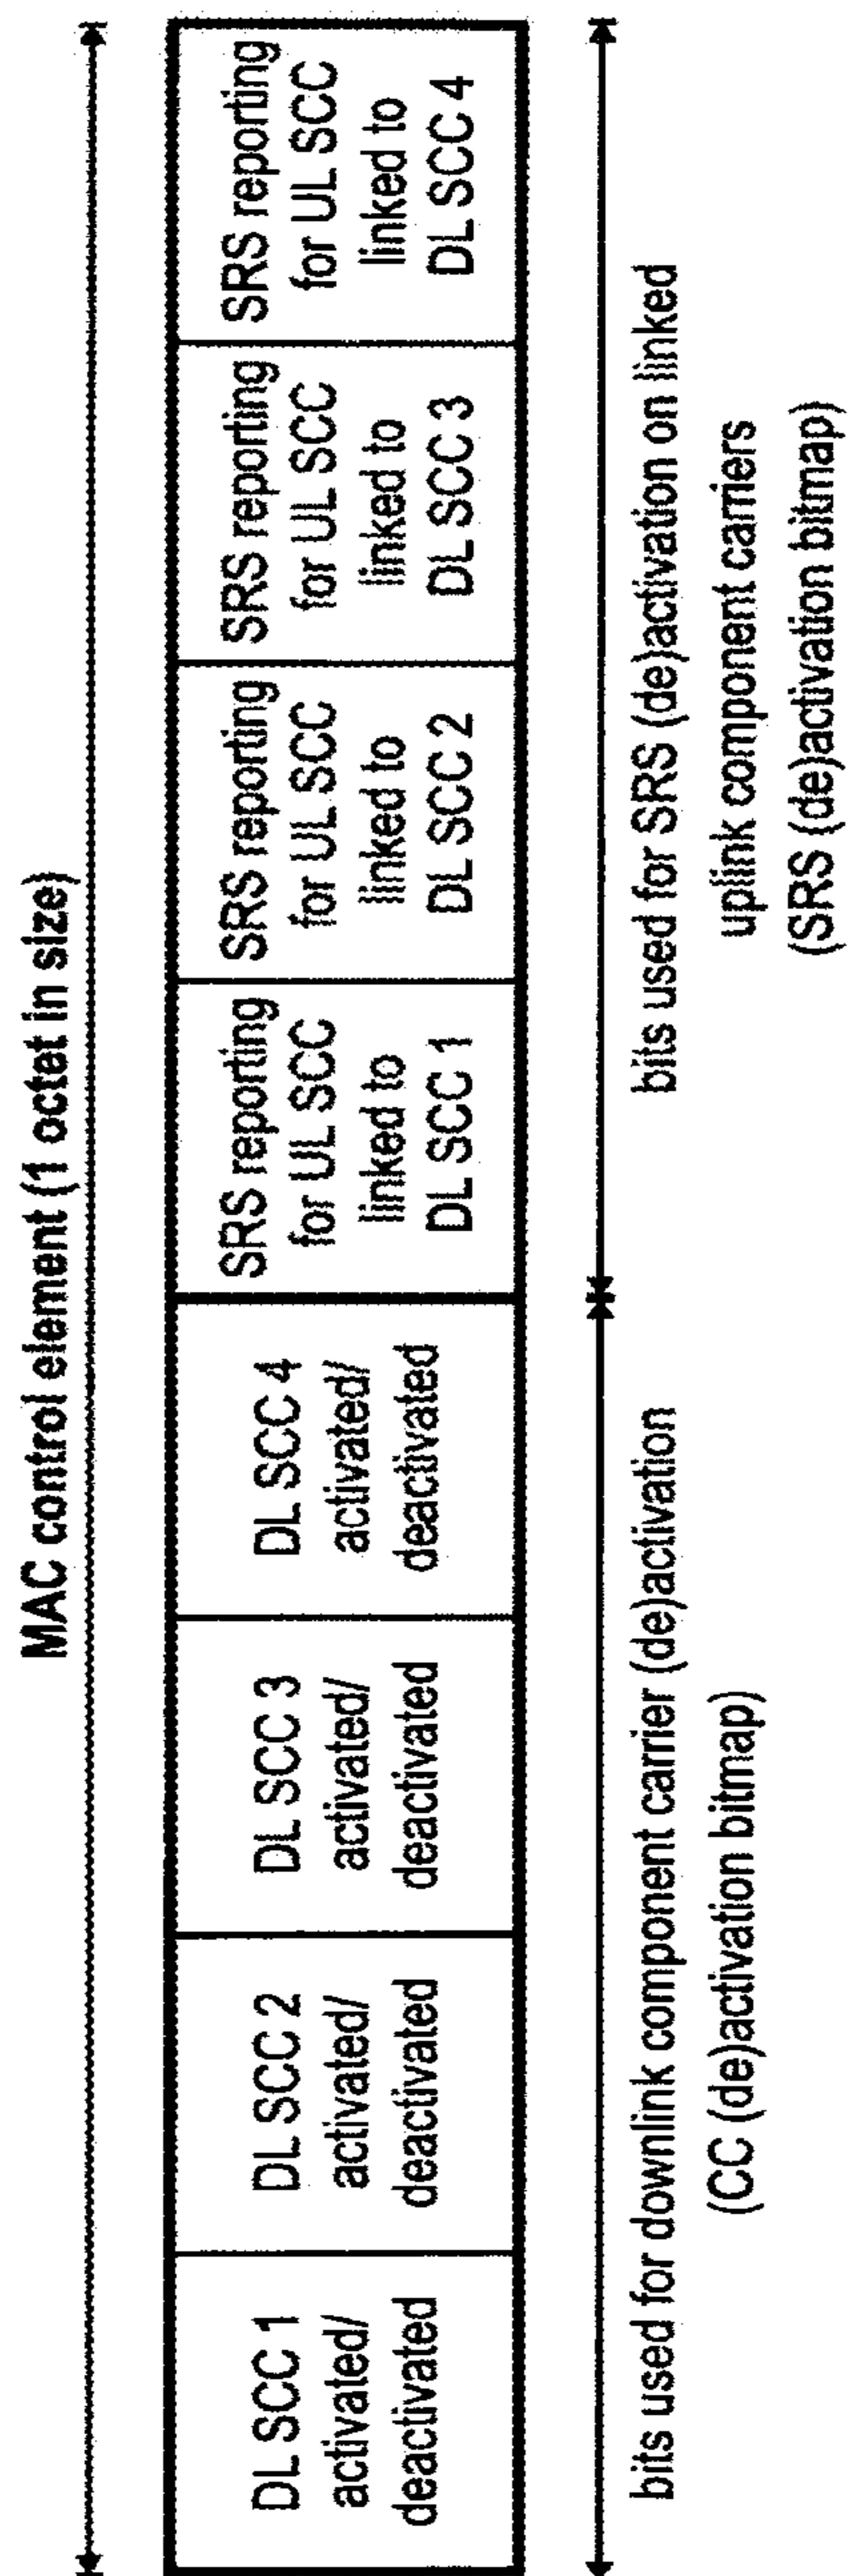 MAC control element (1 octet in size)
DL SCC 1
activated/
deactivated
DL SCC 2
activated/
deactivated
DL SCC 3
activated/
deactivated
DL SCC 4
activated/
deactivated
SRS reporting
for UL SCC
linked to
DL SCC 1
SRS reporting
for UL SCC
linked to
DL SCC 2
SRS reporting
for UL SCC
linked to
DL SCC 3
SRS reporting
for UL SCC
linked to
DL SCC 4
bits used for downlink component carrier (de)activation
(CC (de)activation bitmap)
bits used for SRS (de)activation on linked
uplink component carriers
(SRS (de)activation bitmap)